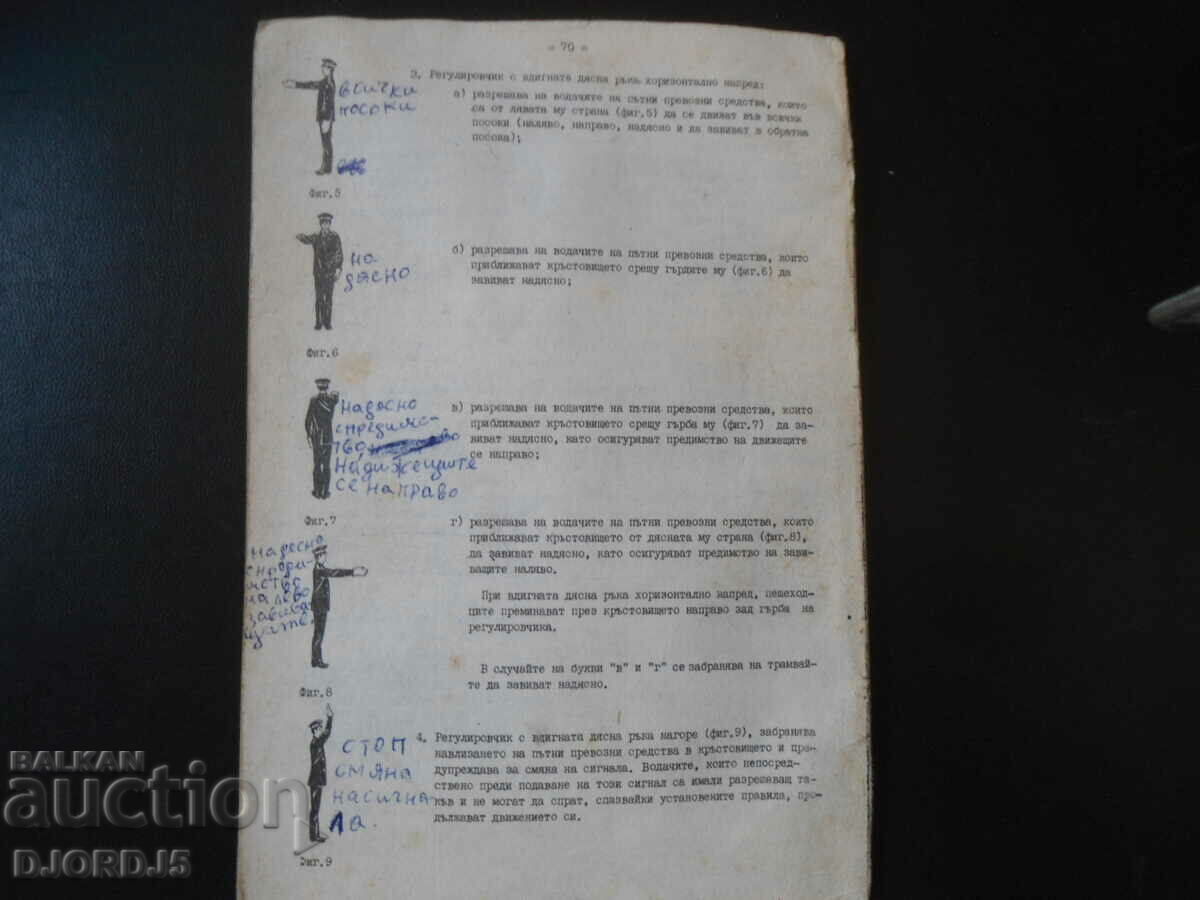 - 70 -
3. Регулировчик с вдигната дясна ръка хоризонтално напред:
всички
посоки
а) разрешава на водачите на пътни превозни средства, които
са от лявата му страна (фиг.5) да се движат във всички
посоки (наляво, направо, надясно и да завиват в обратна
посока);
Фиг.5
на
дясно
б) разрешава на водачите на пътни превозни средства, които
приближават кръстовището срещу гърдите му (фиг.6) да
завиват надясно;
Фиг.6
надясно
с предимс-
тво
на движещите
се направо
в) разрешава на водачите на пътни превозни средства, които
приближават кръстовището срещу гърба му (фиг.7) да за-
виват надясно, като осигуряват предимство на движещите
се направо;
Фиг.7
надясно
с преди-
мство
на ляво
завива-
щите.
г) разрешава на водачите на пътни превозни средства, които
приближават кръстовището от дясната му страна (фиг.8),
да завиват надясно, като осигуряват предимство на зави-
ващите наляво.
При вдигната дясна ръка хоризонтално напред, пешеход-
ците преминават през кръстовището направо зад гърба на
регулировчика.
В случайте на букви "в" и "г" се забранява на трамвай-
те да завиват надясно.
Фиг.8
СТОП
СМЯНА
на сигна-
ла.
4. Регулировчик с вдигната дясна ръка нагоре (фиг.9), забранява
навлизането на пътни превозни средства в кръстовището и пре-
дупреждава за смяна на сигнала. Водачите, които непосред-
ствено преди подаване на този сигнал са имали разрешаващ та-
къв и не могат да спрат, спазвайки установените правила, про-
дължават движението си.
Фиг.9
BALKAN
auction
DJORDJ5